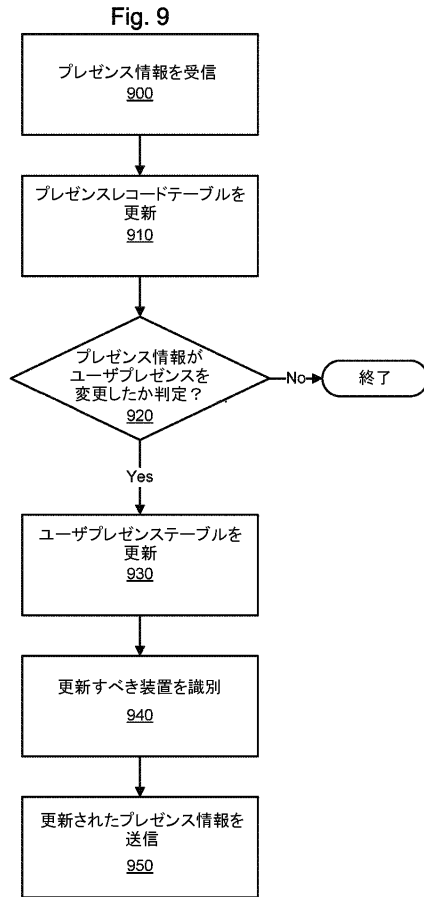 Fig. 9
プレゼンス情報を受信
900
プレゼンスレコードテーブルを
更新
910
プレゼンス情報が
ユーザプレゼンスを
変更したか判定？
920
No
終了
Yes
ユーザプレゼンステーブルを
更新
930
更新すべき装置を識別
940
更新されたプレゼンス情報を
送信
950